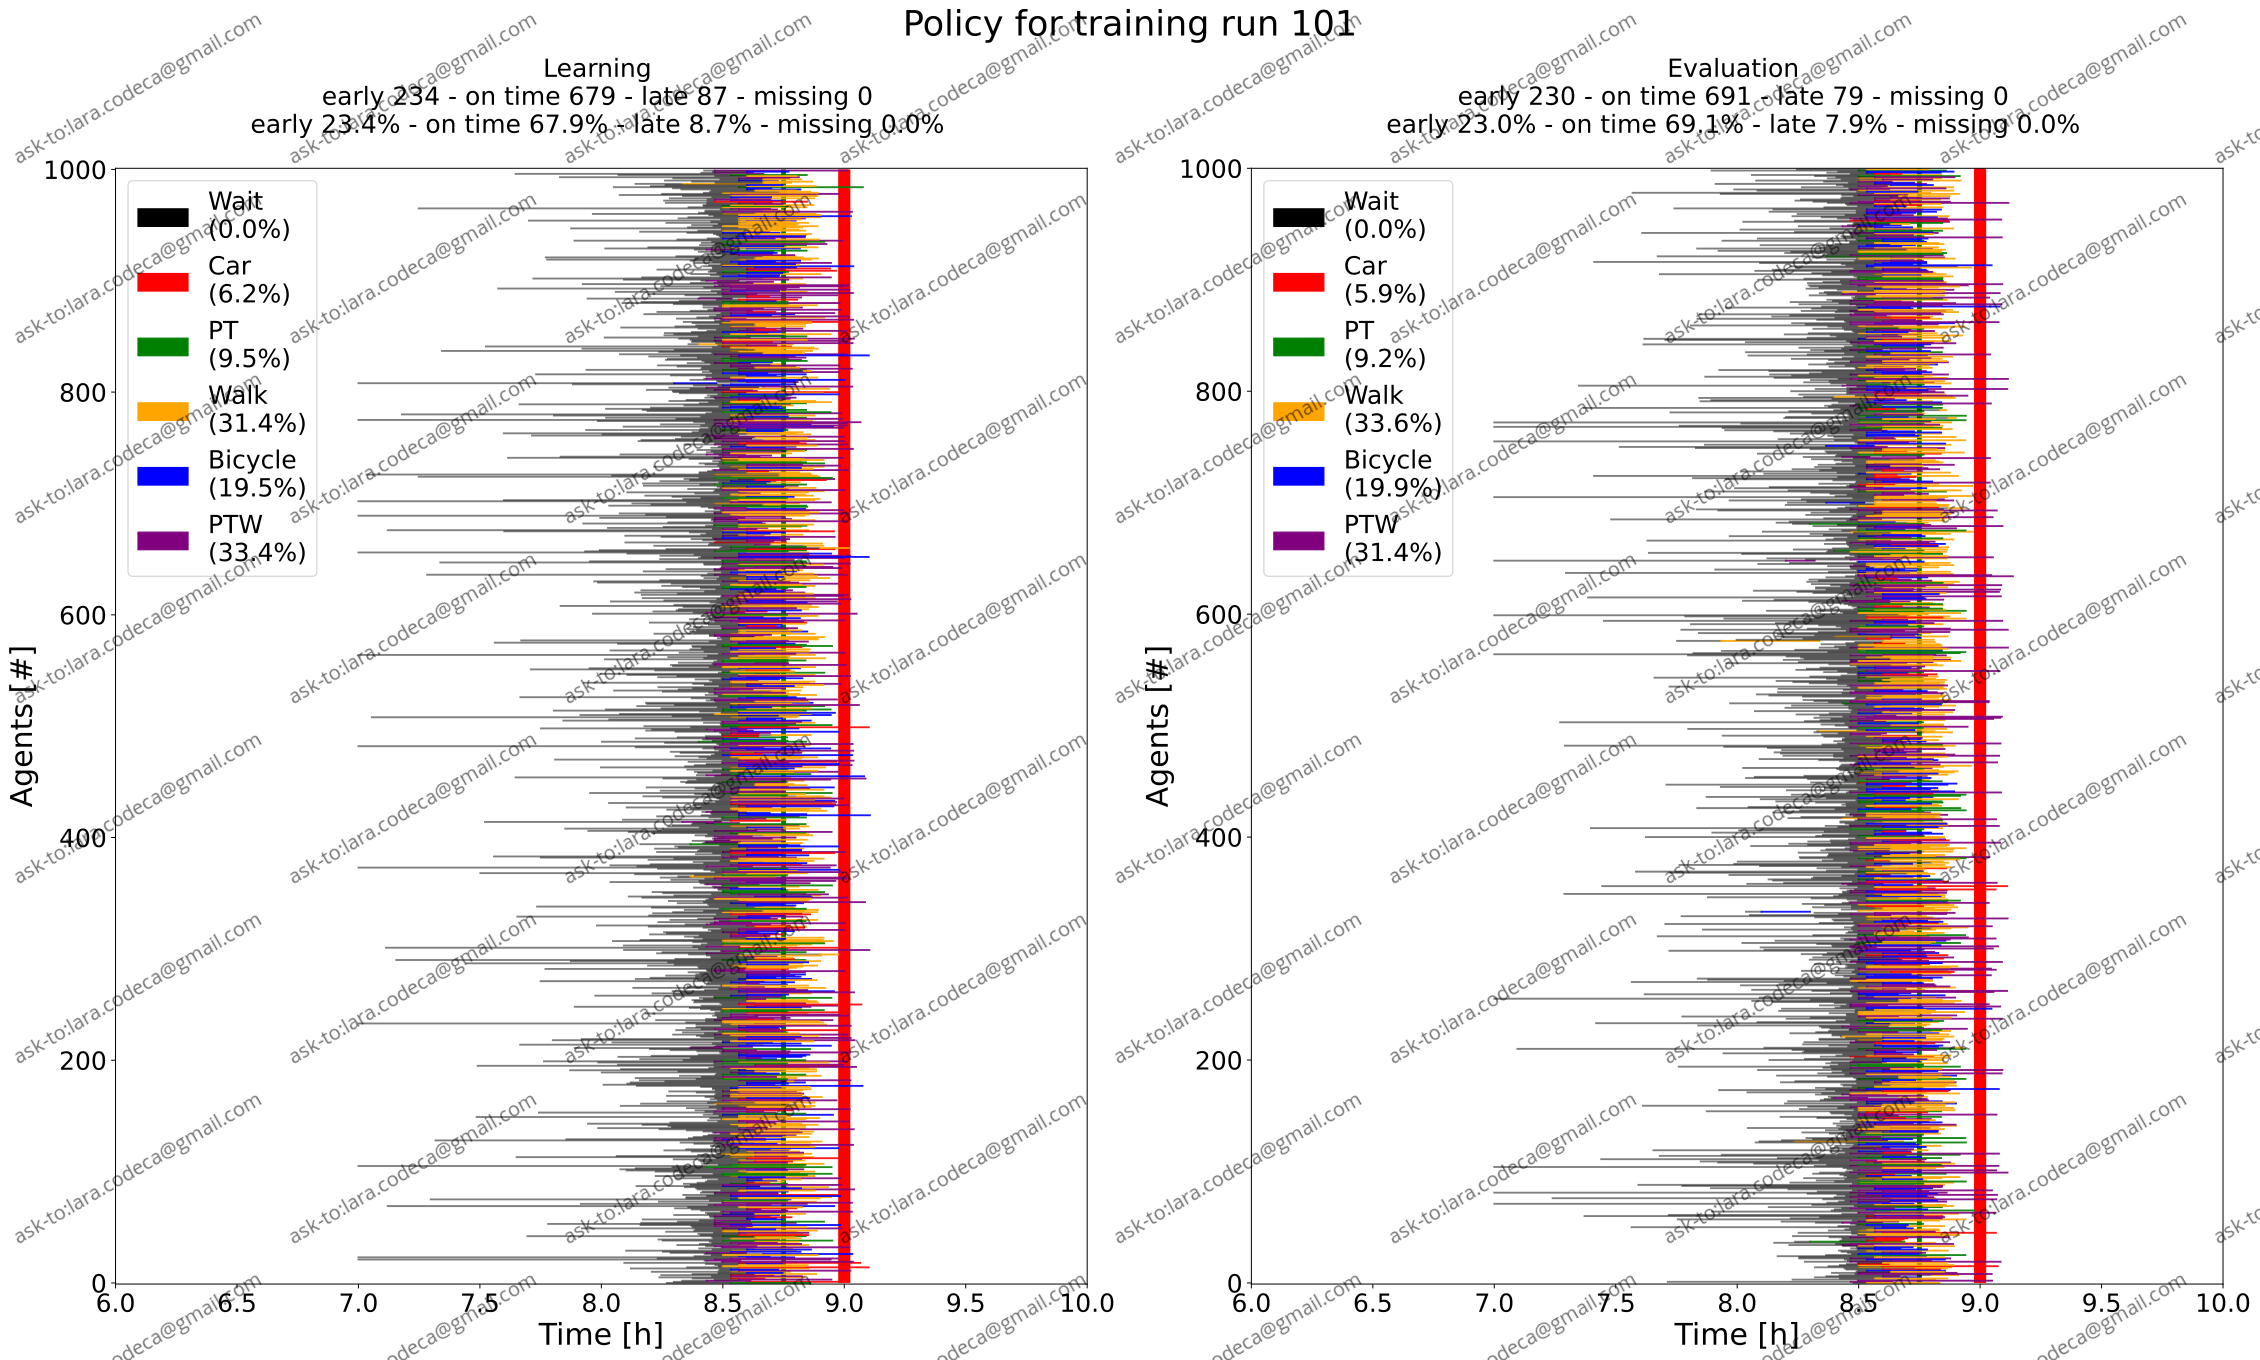 Policy for training run 101
Learning
early 234 - on time 679 - late 87 - missing 0
early 23.4% - on time 67.9% - late 8.7% - missing 0.0%
Evaluation
early 230 - on time 691 - late 79 - missing 0
early 23.0% - on time 69.1% - late 7.9% - missing 0.0%
Wait
(0.0%)
Car
(6.2%)
PT
(9.5%)
Walk
(31.4%)
Bicycle
(19.5%)
PTW
(33.4%)
1000
800
600
400
200
0
Agents [#]
6.0 6.5 7.0 7.5 8.0 8.5 9.0 9.5 10.0
Time [h]
Wait
(0.0%)
Car
(5.9%)
PT
(9.2%)
Walk
(33.6%)
Bicycle
(19.9%)
PTW
(31.4%)
1000
800
600
400
200
0
Agents [#]
6.0 6.5 7.0 7.5 8.0 8.5 9.0 9.5 10.0
Time [h]
ask-to:lara.codeca@gmail.com